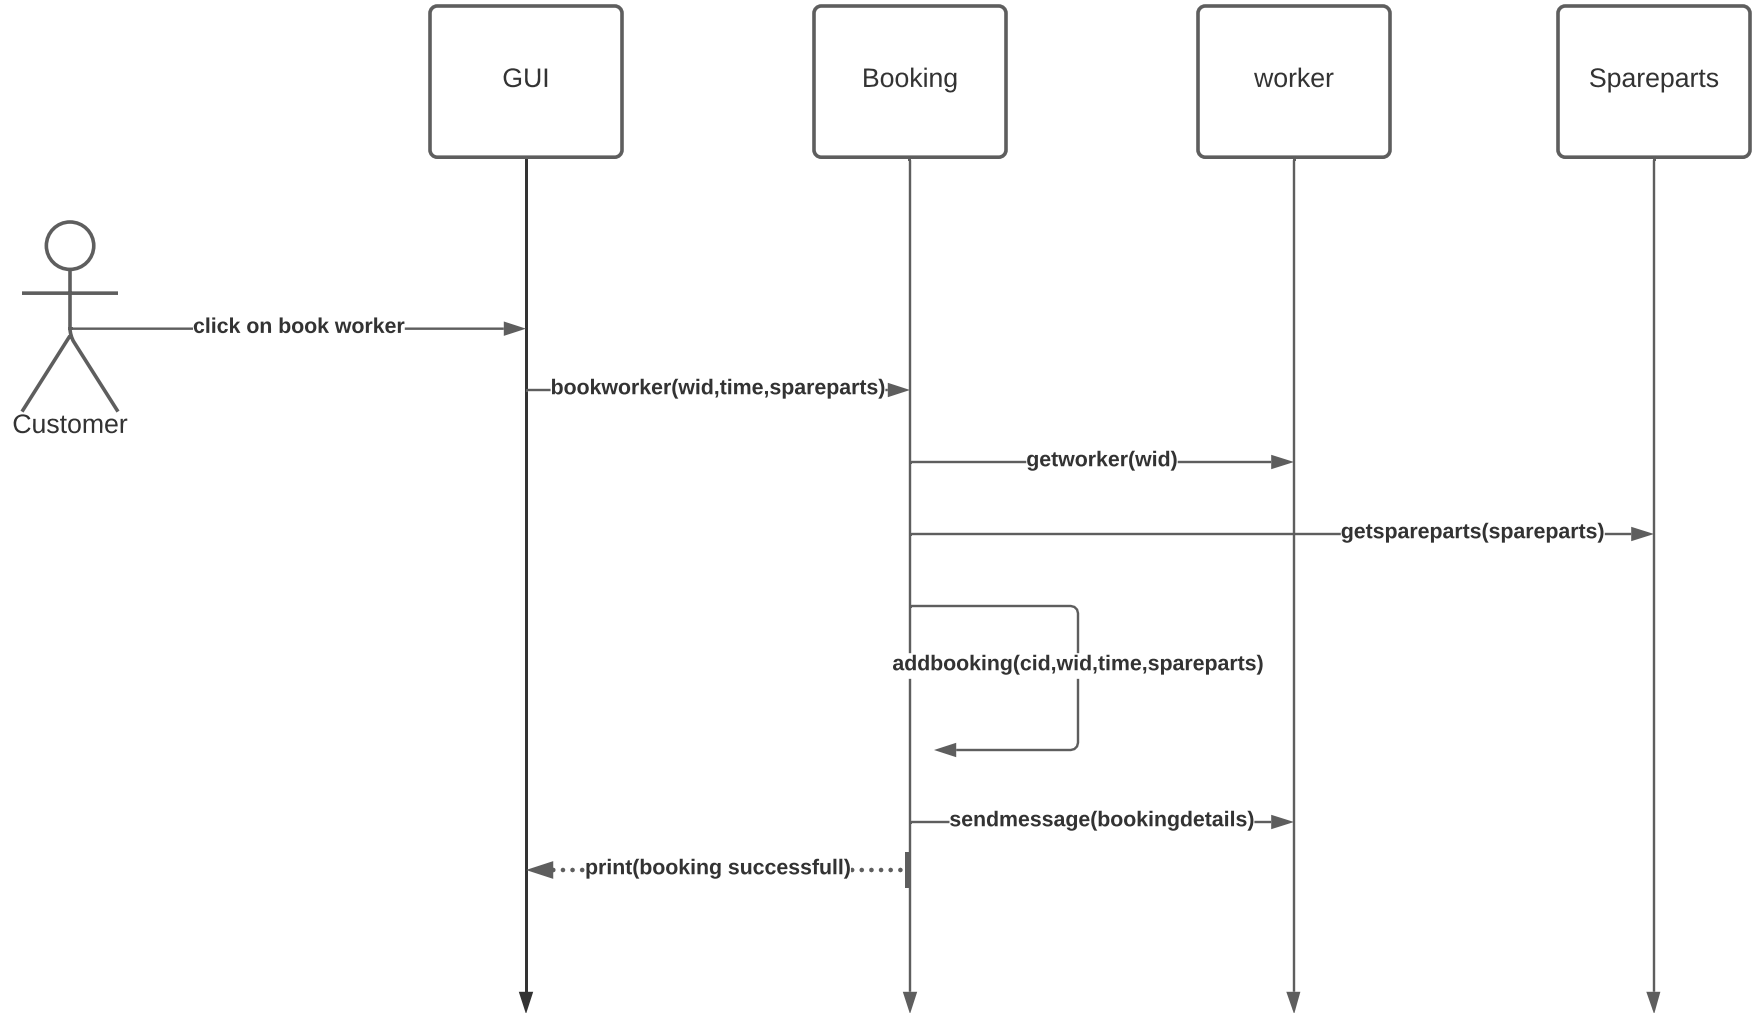 GUI
Booking
worker
Spareparts
click on book worker
bookworker(wid,time,spareparts)
Customer
getworker(wid)
getspareparts(spareparts)
addbooking(cid,wid,time,spareparts)
sendmessage(bookingdetails)
print(booking successfull)